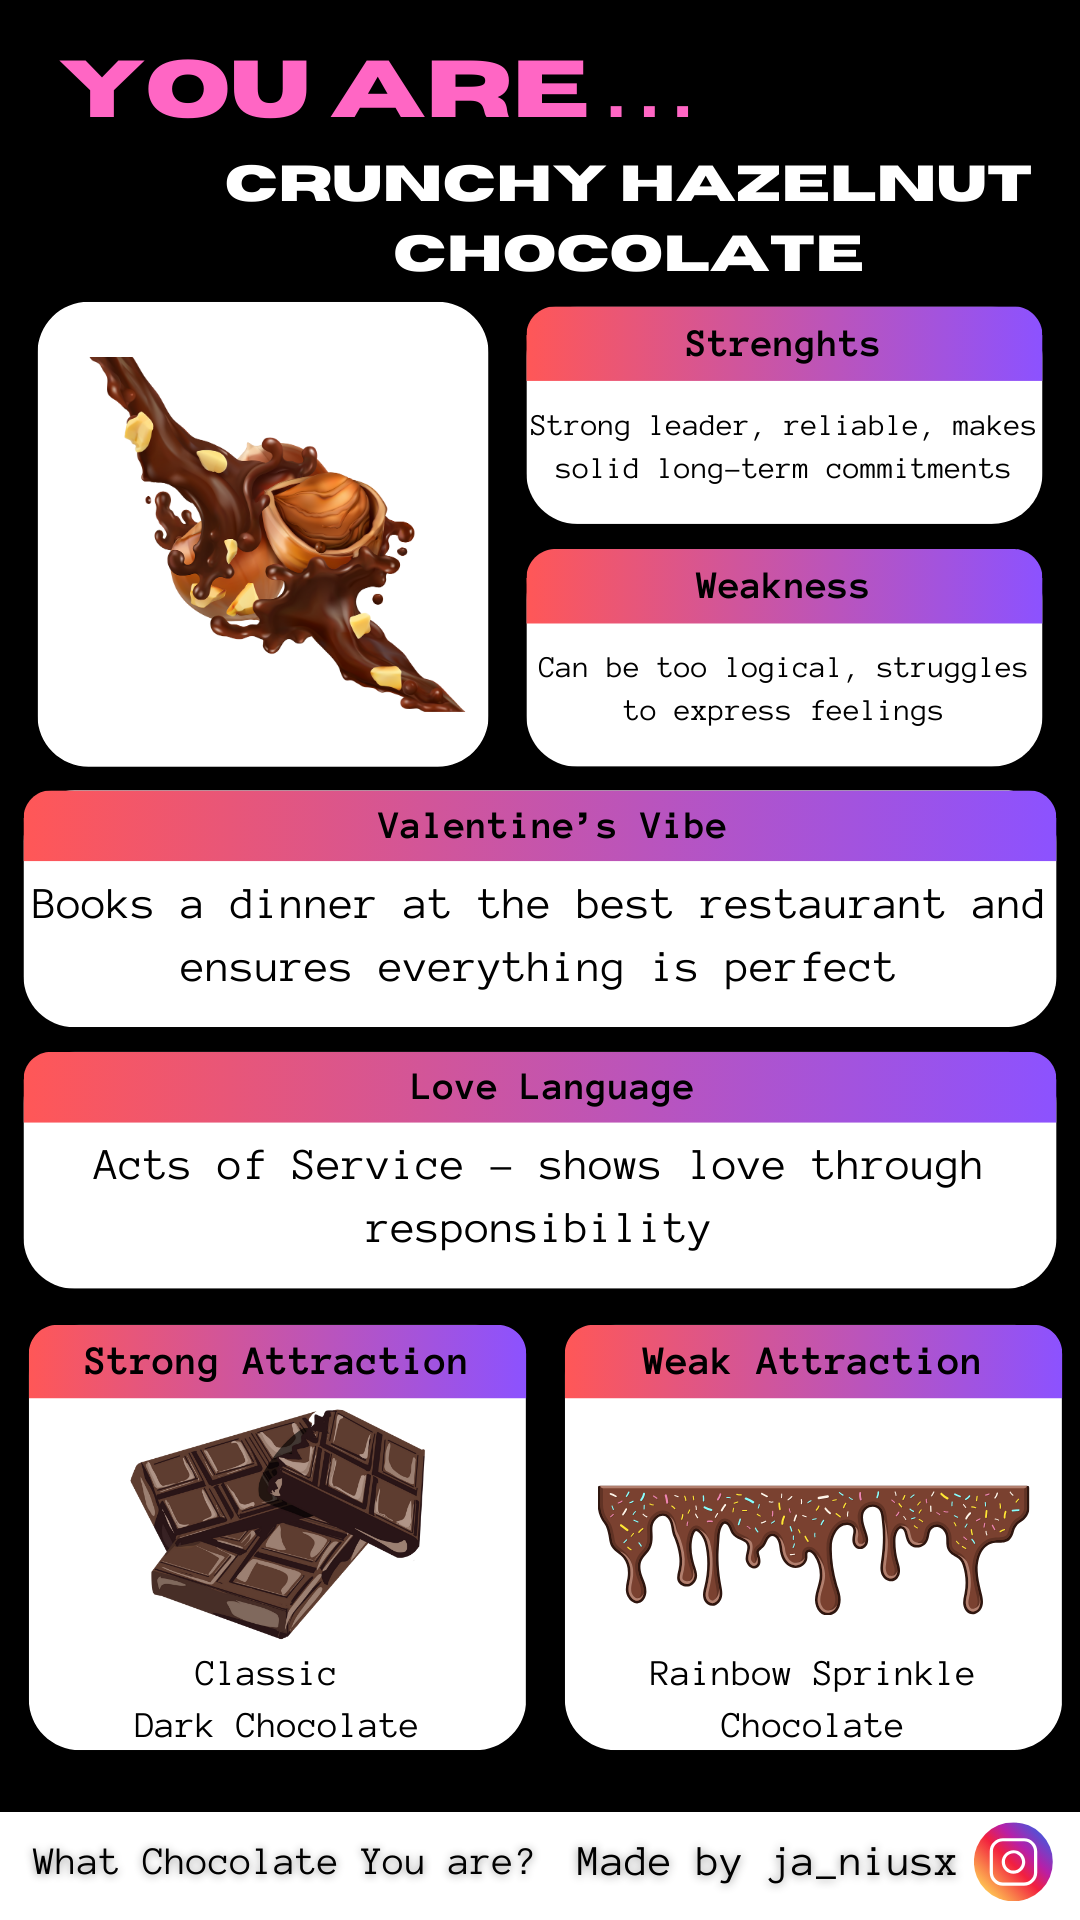 YOU ARE...
CRUNCHY HAZELNUT
CHOCOLATE
Strenghts
Strong leader, reliable, makes
solid long-term commitments
Weakness
Can be too logical, struggles
to express feelings
Valentine’s Vibe
Books a dinner at the best restaurant and
ensures everything is perfect
Love Language
Acts of Service – shows love through
responsibility
Strong Attraction
Classic
Dark Chocolate
Weak Attraction
Rainbow Sprinkle
Chocolate
What Chocolate You are? Made by ja_niusx